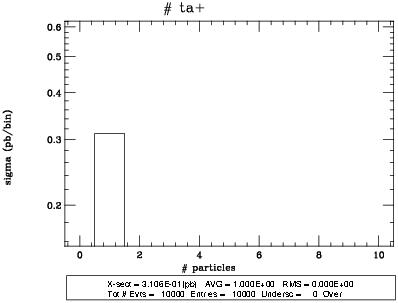 # ta+
0.6
0.5
0.4
0.3
0.2
sigma (pb/bin)
0 2 4 6 8 10
# particles
X-sect = 3.106E-01(pb) AVG = 1.000E+00 RMS = 0.000E+00
Tot # Evts = 10000 Entries = 10000 Undersc = 0 Over